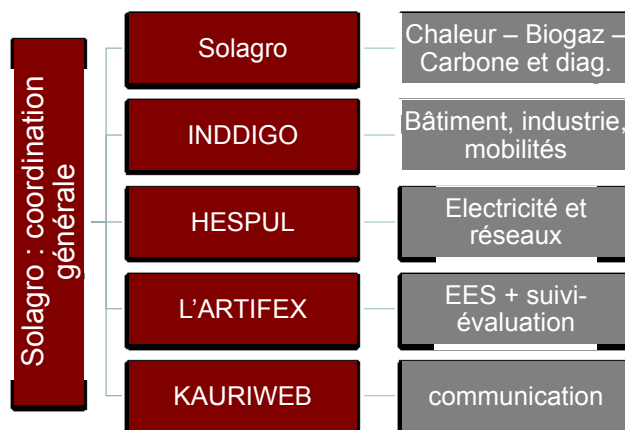 Solagro : coordination
générale
Solagro
Chaleur – Biogaz –
Carbone et diag.
INDDIGO
Bâtiment, industrie,
mobilités
HESPUL
Electricité et
réseaux
L'ARTIFEX
EES + suivi-
évaluation
KAURIWEB
communication